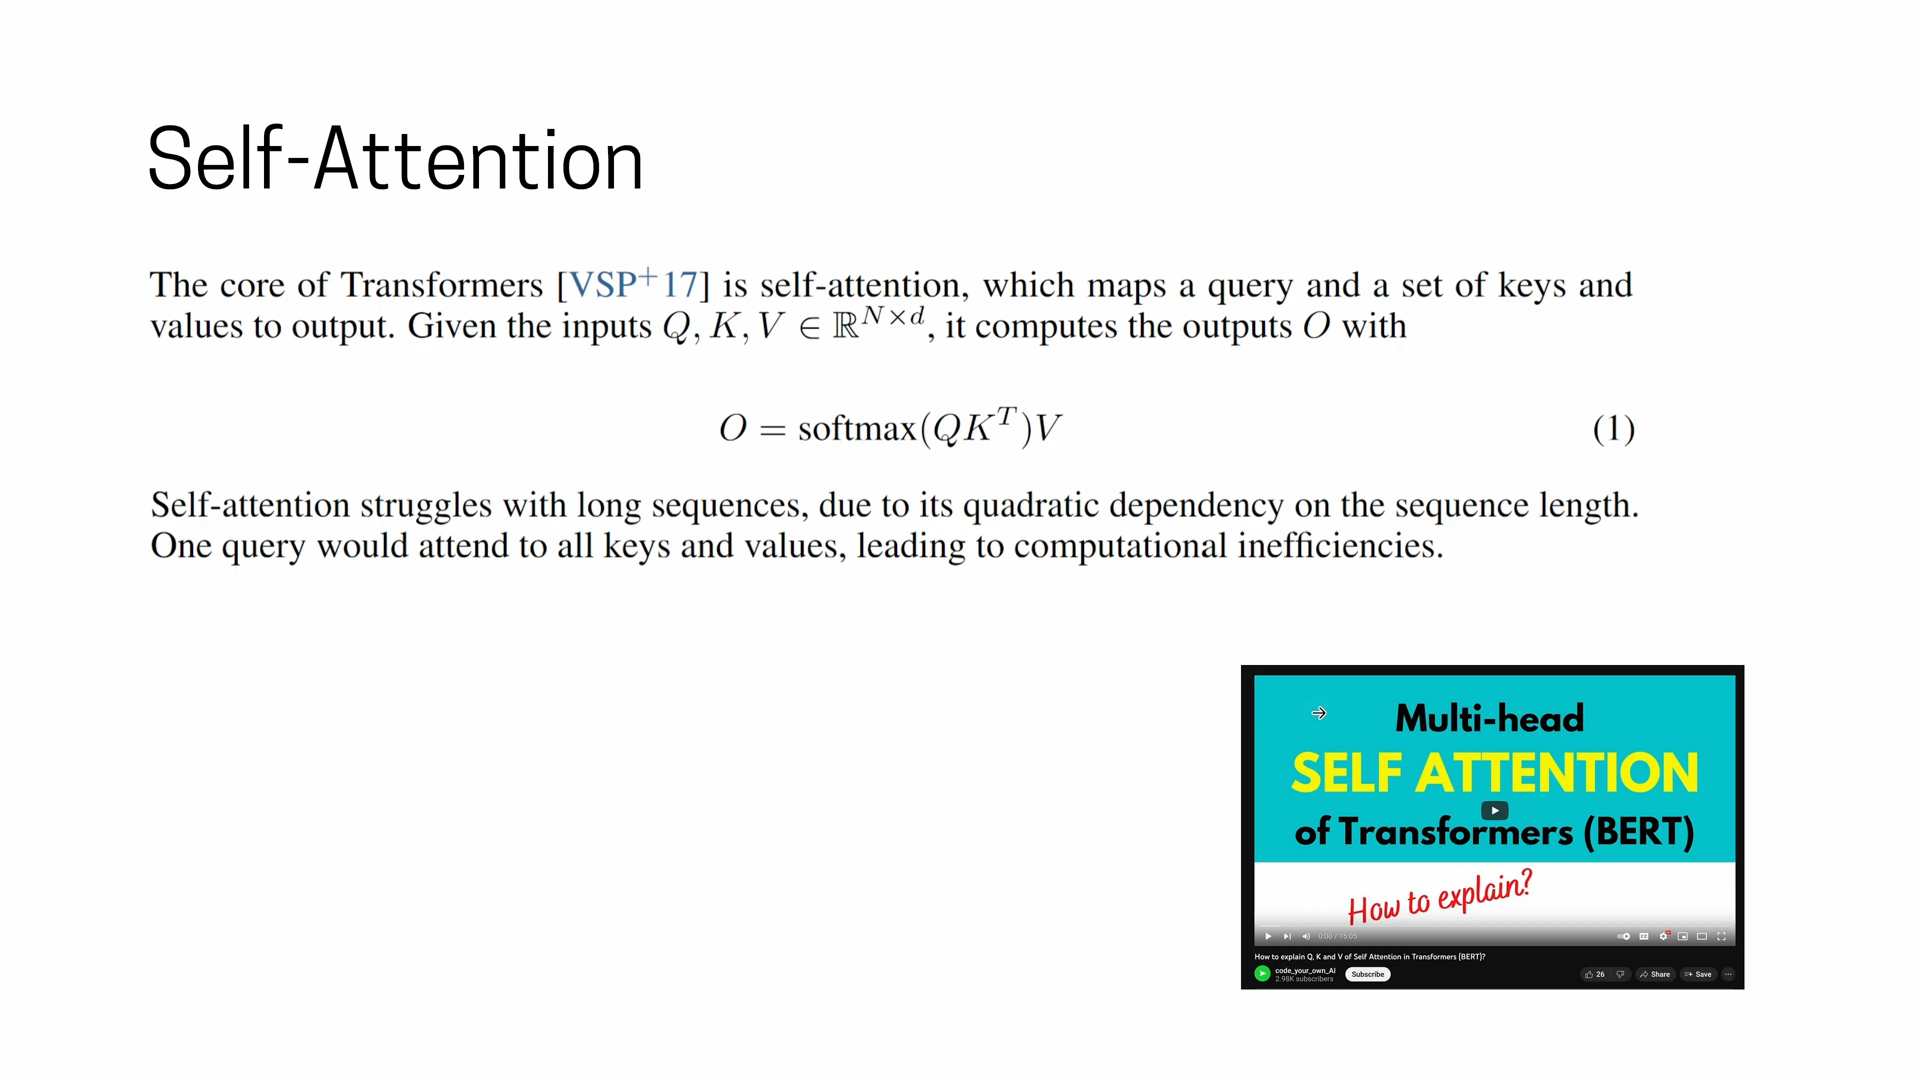 Self-Attention
The core of Transformers [VSP+17] is self-attention, which maps a query and a set of keys and
values to output. Given the inputs Q, K, V ∈ ℝ^{N×d}, it computes the outputs O with
O = softmax(QK^T)V (1)
Self-attention struggles with long sequences, due to its quadratic dependency on the sequence length.
One query would attend to all keys and values, leading to computational inefficiencies.
Multi-head
SELF ATTENTION
of Transformers (BERT)
How to explain?
0:00 / 15:05
How to explain Q, K and V of Self Attention in Transformers (BERT)?
code_your_own_AI
2.98K subscribers
Subscribe
26
Share
Save